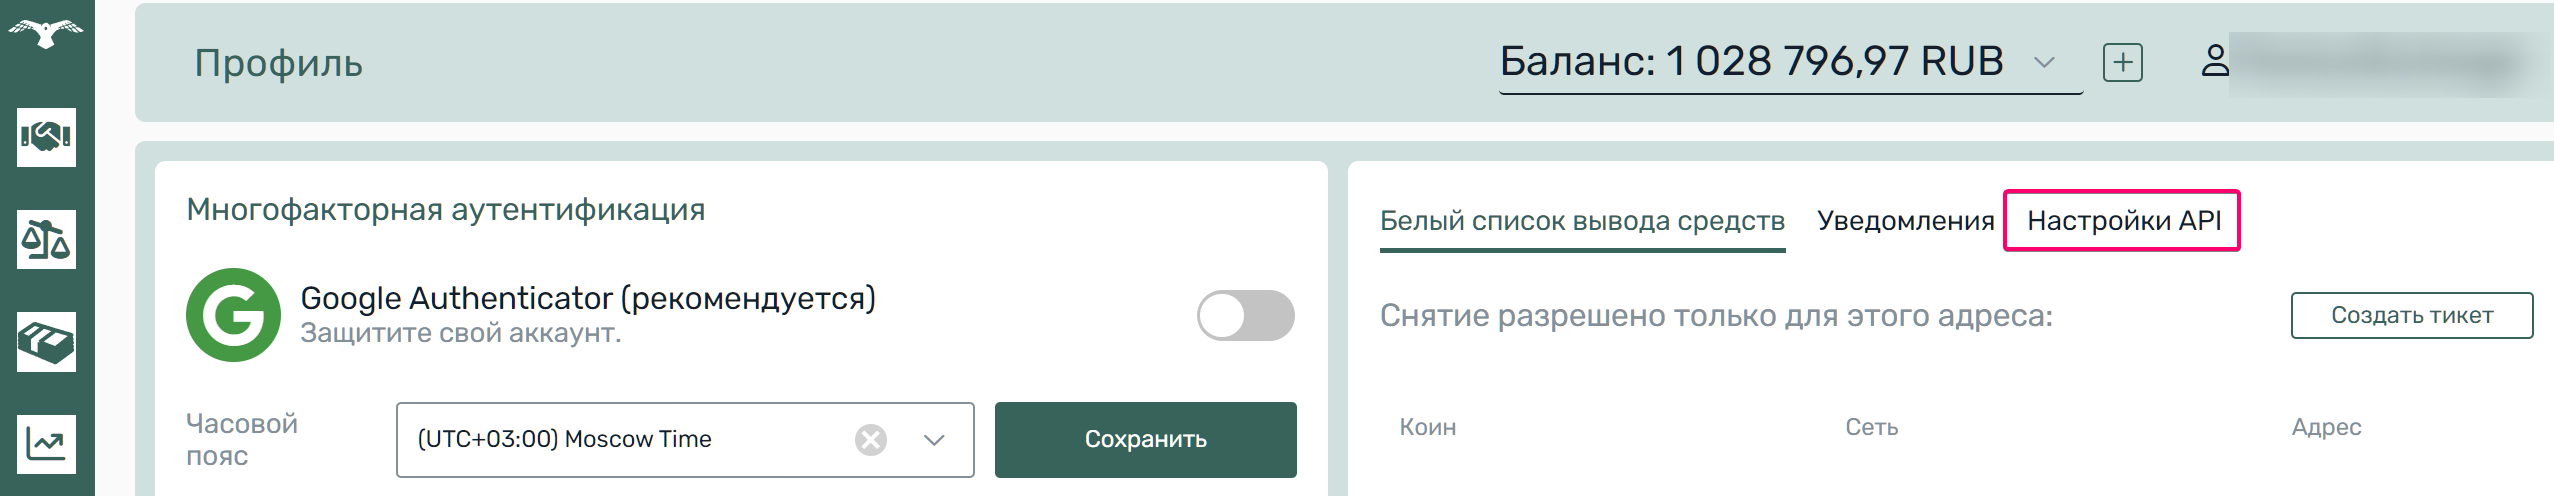 Профиль
Баланс: 1 028 796,97 RUB
Многофакторная аутентификация
Google Authenticator (рекомендуется)
Защитите свой аккаунт.
Часовой
пояс
(UTC+03:00) Moscow Time
Сохранить
Белый список вывода средств
Уведомления
Настройки API
Снятие разрешено только для этого адреса:
Создать тикет
Коин
Сеть
Адрес